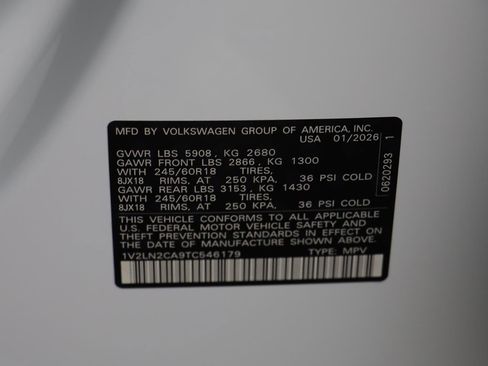 MFD BY VOLKSWAGEN GROUP OF AMERICA, INC.
USA 01/2026
GVWR LBS 5908, KG 2680
GAWR FRONT LBS 2866, KG 1300
WITH 245/60R18 TIRES,
8JX18 RIMS, AT 250 KPA, 36 PSI COLD
GAWR REAR LBS 3153, KG 1430
WITH 245/60R18 TIRES,
8JX18 RIMS, AT 250 KPA, 36 PSI COLD
THIS VEHICLE CONFORMS TO ALL APPLICABLE
U.S. FEDERAL MOTOR VEHICLE SAFETY AND
THEFT PREVENTION STANDARDS IN EFFECT ON
THE DATE OF MANUFACTURE SHOWN ABOVE.
1V2LN2CA9TC546179 TYPE: MPV
0620293 1